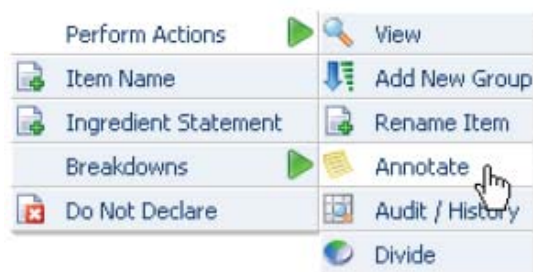 Perform Actions
Item Name
Ingredient Statement
Breakdowns
Do Not Declare
View
Add New Group
Rename Item
Annotate
Audit / History
Divide